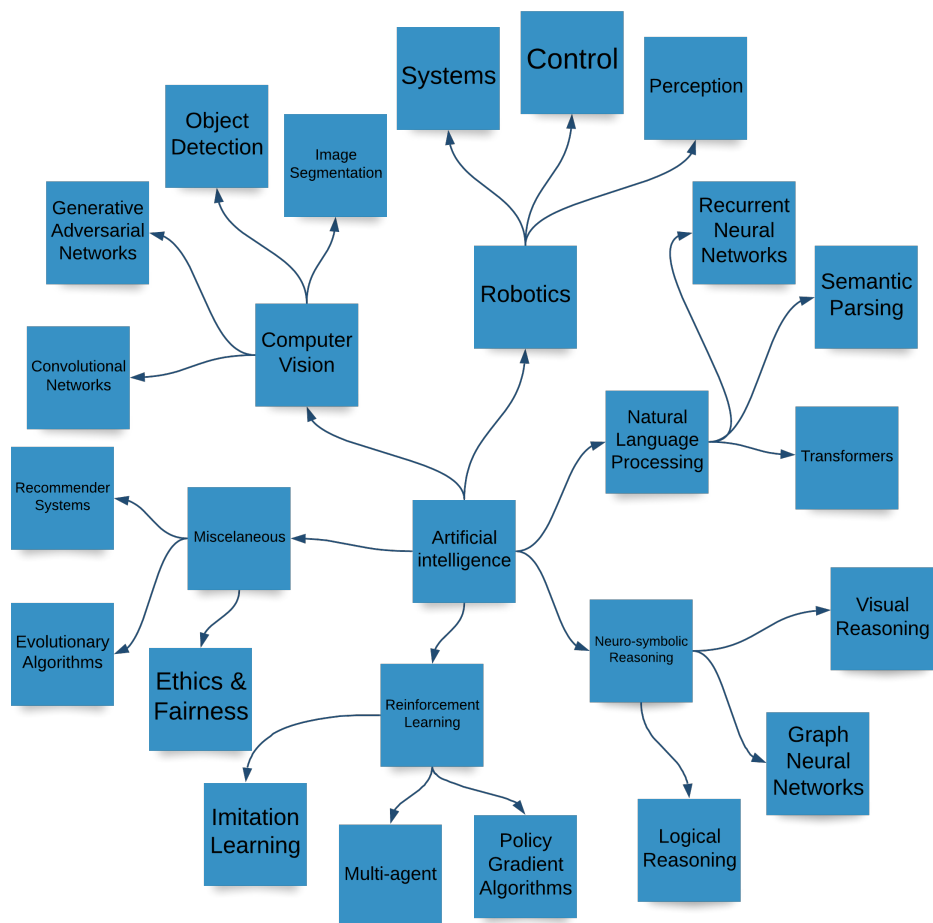 Control
Systems
Perception
Object
Detection
Image
Segmentation
Generative
Adversarial
Networks
Recurrent
Neural
Networks
Semantic
Parsing
Robotics
Computer
Vision
Convolutional
Networks
Natural
Language
Processing
Transformers
Recommender
Systems
Miscelaneous
Artificial
intelligence
Evolutionary
Algorithms
Ethics &
Fairness
Neuro-symbolic
Reasoning
Visual
Reasoning
Reinforcement
Learning
Graph
Neural
Networks
Imitation
Learning
Multi-agent
Policy
Gradient
Algorithms
Logical
Reasoning